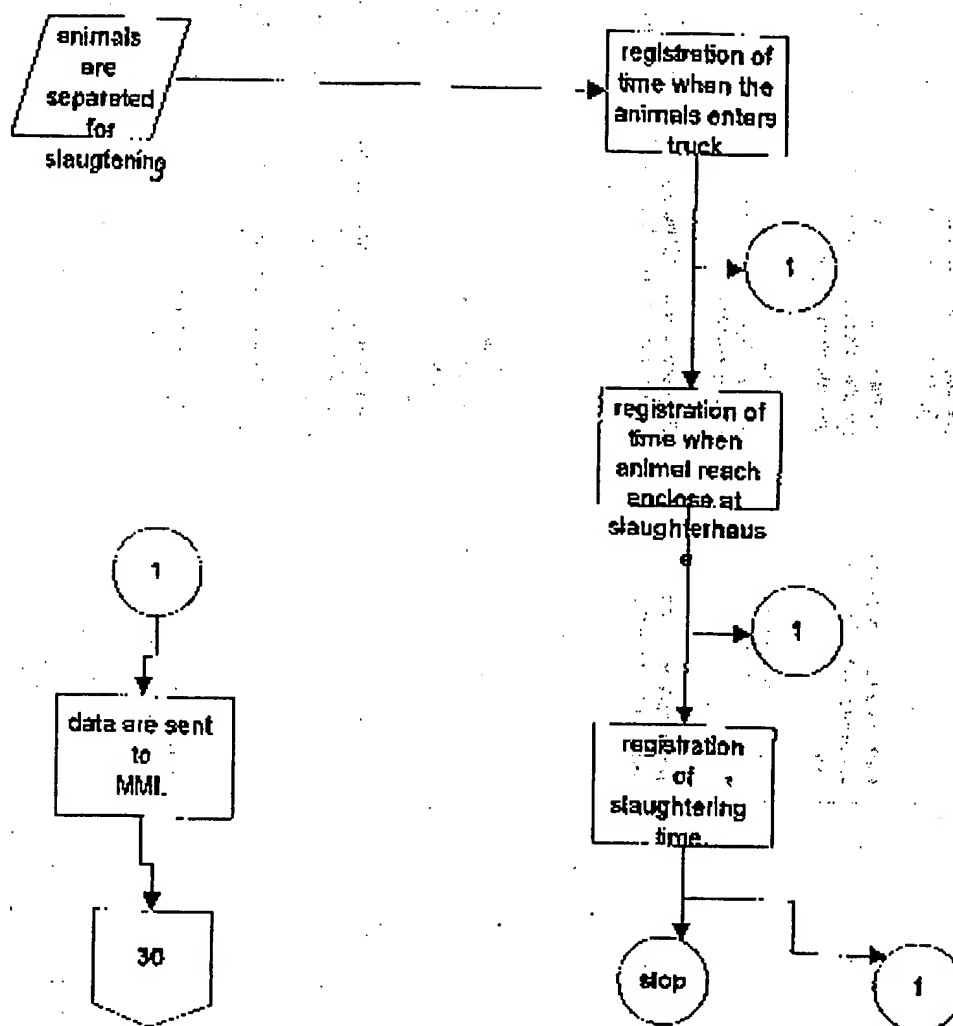 animals
are
separated
for
slaugtening
registration of
time when the
animals enters
truck
1
registration of
time when
animal reach
enclose at
slaughterhaus
e
1
1
data are sent
to
MMI.
30
registration
of
slaughtering
time.
stop
1